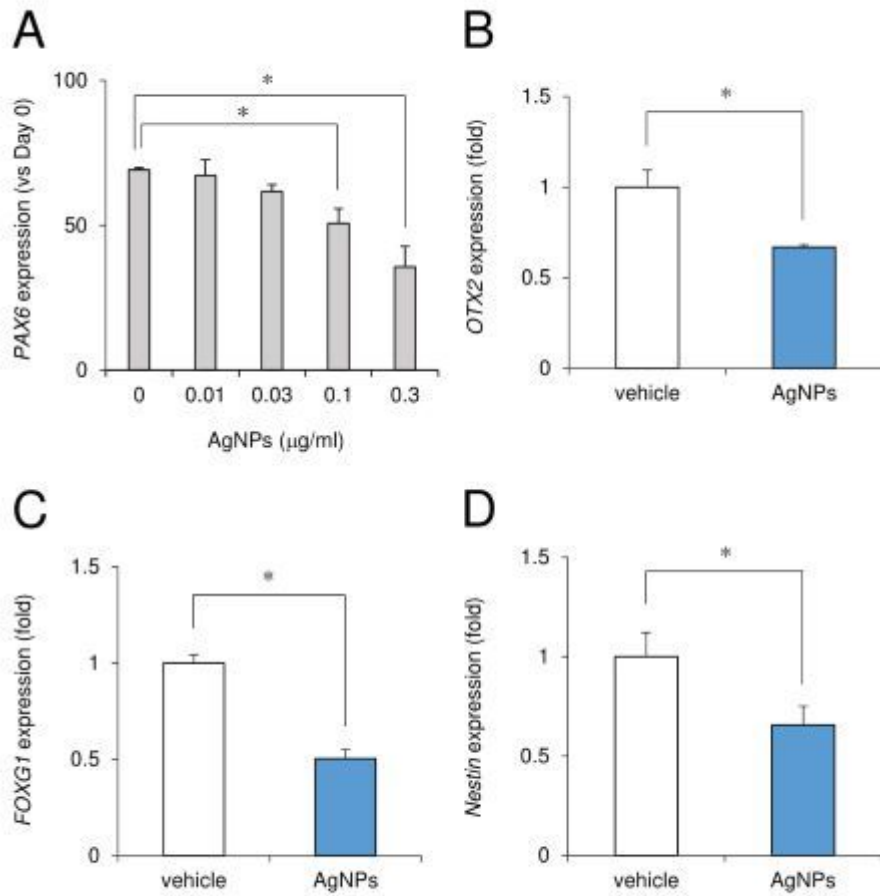 A
PAX6 expression (vs Day 0)
100
50
0
*
*
0 0.01 0.03 0.1 0.3
AgNPs (μg/ml)
B
OTX2 expression (fold)
1.5
1
0.5
0
*
vehicle AgNPs
C
FOXG1 expression (fold)
1.5
1
0.5
0
*
vehicle AgNPs
D
Nestin expression (fold)
1.5
1
0.5
0
*
vehicle AgNPs